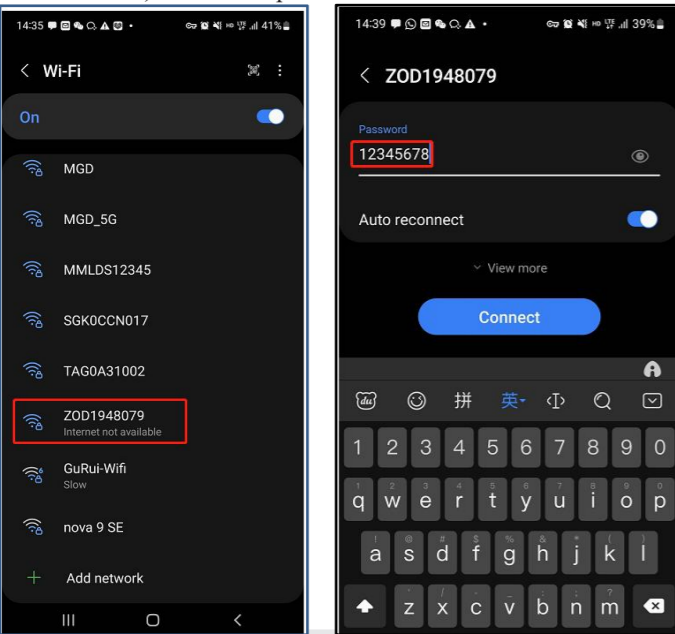 14:35
41%
Wi-Fi
On
MGD
MGD_5G
MMLDS12345
SGK0CCN017
TAG0A31002
ZOD1948079
Internet not available
GuRui-Wifi
Slow
nova 9 SE
+ Add network
14:39
39%
ZOD1948079
Password
12345678
Auto reconnect
View more
Connect
du
拼
英
1 2 3 4 5 6 7 8 9 0
q w e r t y u i o p
a s d f g h j k l
z x c v b n m